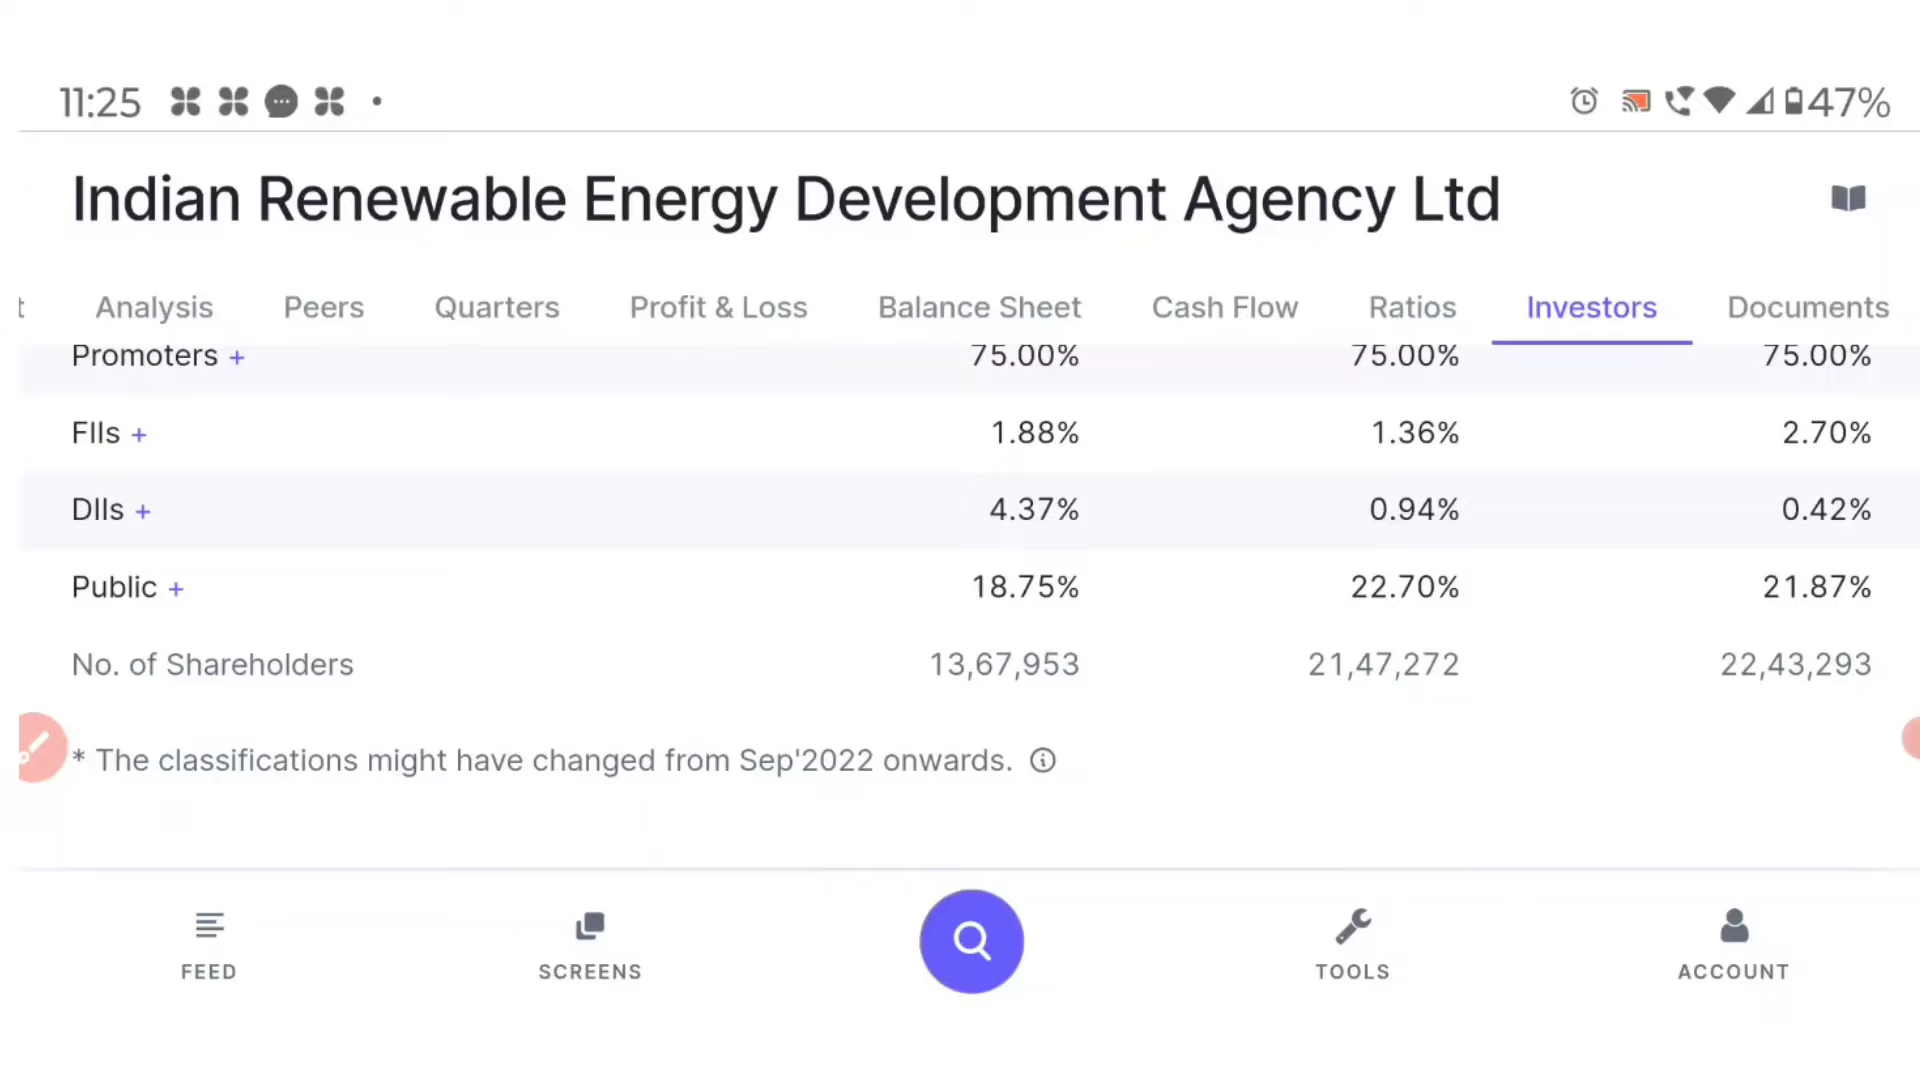 11:25 47%
Indian Renewable Energy Development Agency Ltd
t Analysis Peers Quarters Profit & Loss Balance Sheet Cash Flow Ratios Investors Documents
Promoters + 75.00% 75.00% 75.00%
FIIs + 1.88% 1.36% 2.70%
DIIs + 4.37% 0.94% 0.42%
Public + 18.75% 22.70% 21.87%
No. of Shareholders 13,67,953 21,47,272 22,43,293
* The classifications might have changed from Sep'2022 onwards.
FEED SCREENS TOOLS ACCOUNT